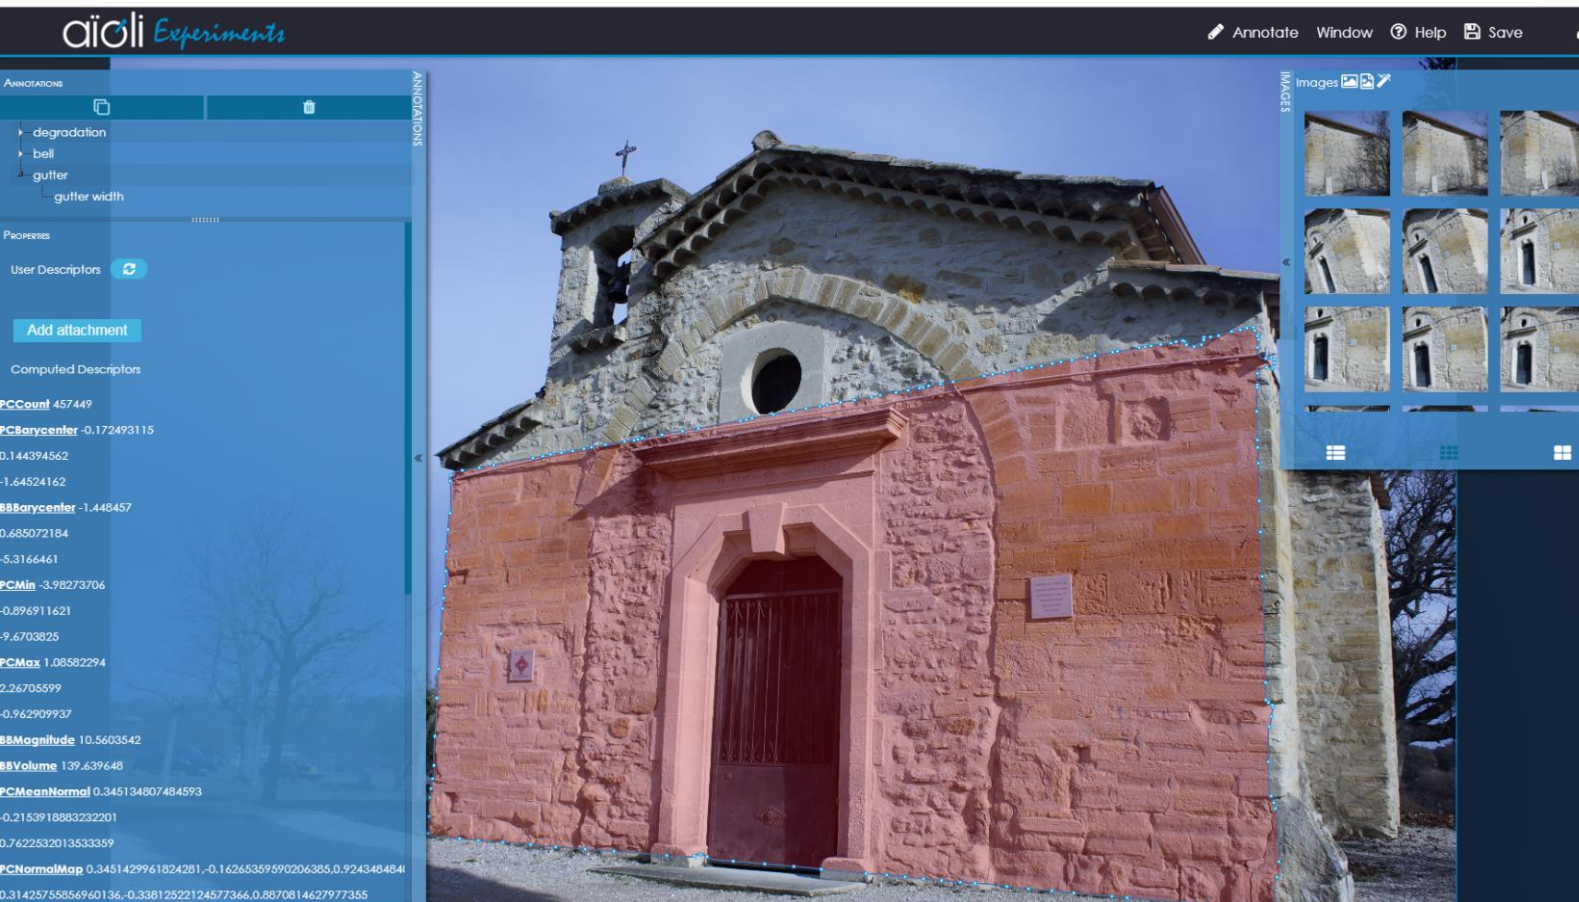 aïoli Experiments
Annotate Window Help Save
ANNOTATIONS
degradation
bell
gutter
gutter width
PROPERTIES
User Descriptors
Add attachment
Computed Descriptors
PCCount 457449
PCBarycenter -0.172493115
0.144394562
-1.64524162
BBBarycenter -1.448457
0.685072184
-5.3166461
PCMin -3.98273706
-0.896911621
-9.6703825
PCMax 1.08582294
2.26705599
-0.962909937
BBMagnitude 10.5603542
BBVolume 139.639648
PCMeanNormal 0.345134807484593
-0.2153918883232201
0.7622532013533359
PCNormalMap 0.3451429961824281,-0.16265359590206385,0.924348484
0.31425755856960136,-0.33812522124577366,0.8870814627977355
ANNOTATIONS
IMAGES
Images